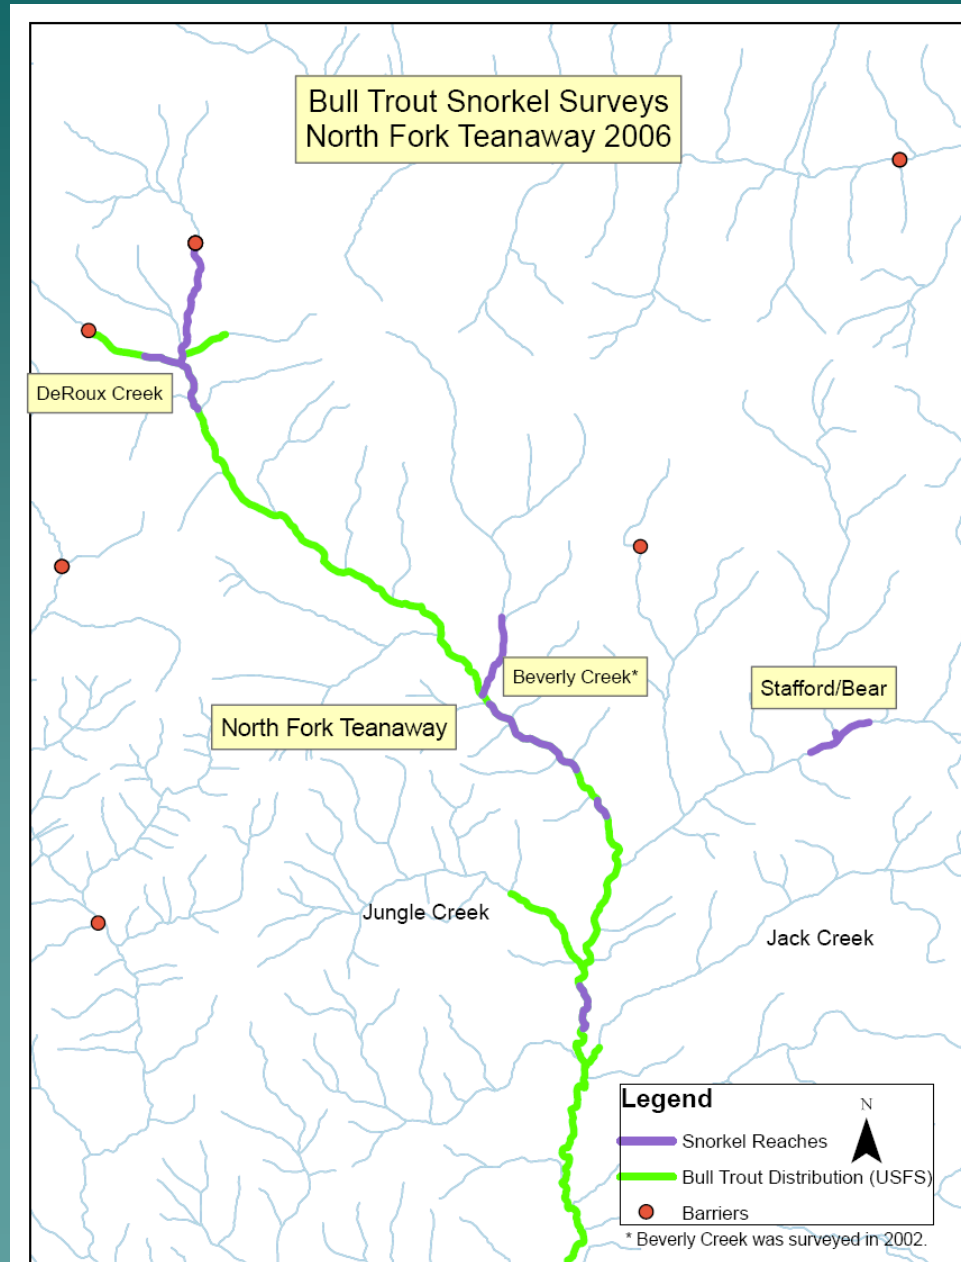 Bull Trout Snorkel Surveys
North Fork Teanaway 2006
DeRoux Creek
Beverly Creek*
Stafford/Bear
North Fork Teanaway
Jungle Creek
Jack Creek
Legend
N
Snorkel Reaches
Bull Trout Distribution (USFS)
Barriers
* Beverly Creek was surveyed in 2002.